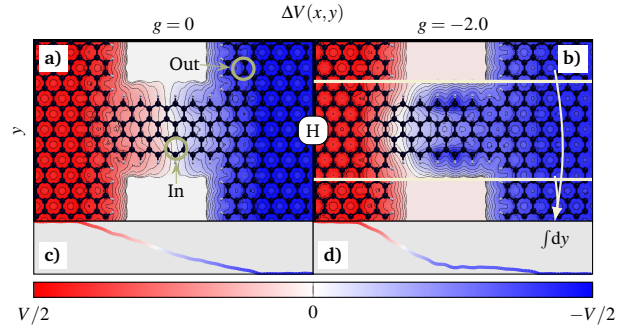 ΔV(x, y)
g = 0
g = −2.0
a)
Out
b)
y
H
In
∫dy
c)
d)
V/2
0
−V/2